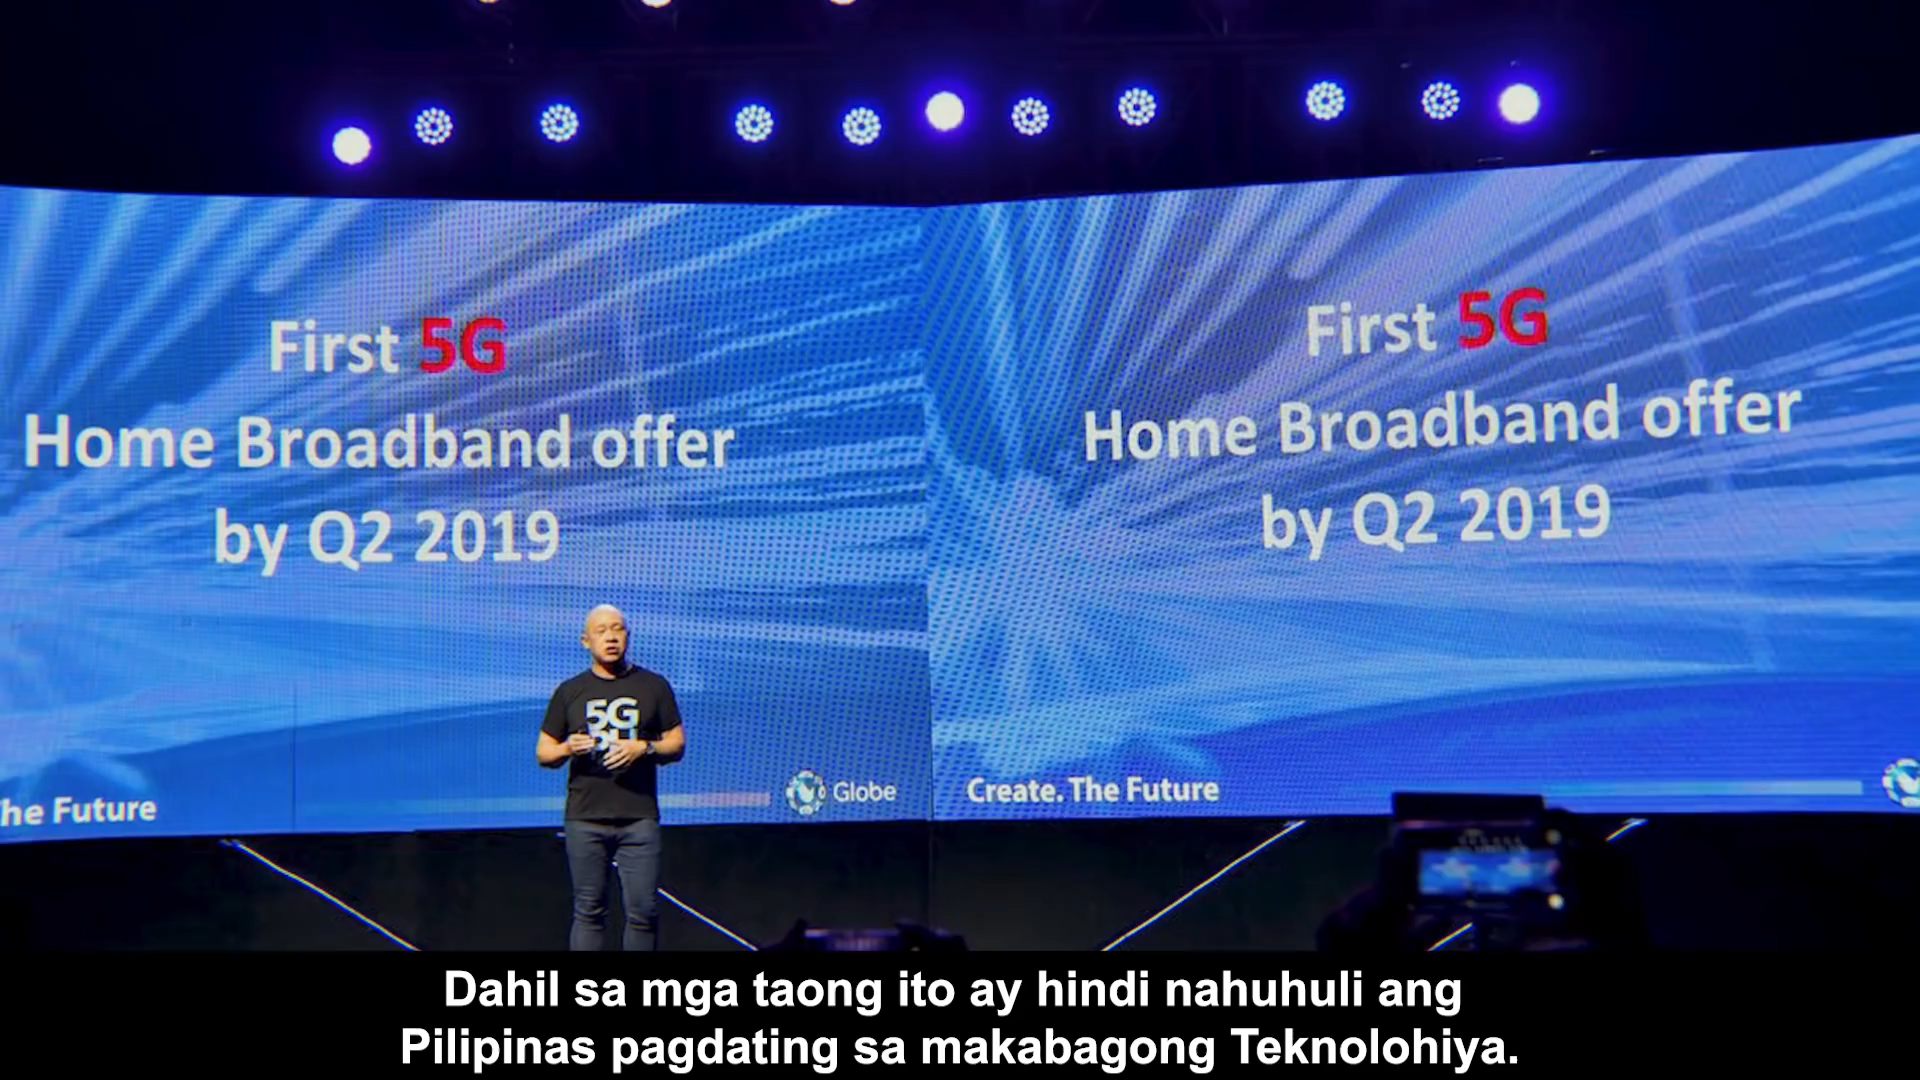 First 5G
Home Broadband offer
by Q2 2019
First 5G
Home Broadband offer
by Q2 2019
5G
he Future
Globe
Create. The Future
Dahil sa mga taong ito ay hindi nahuhuli ang
Pilipinas pagdating sa makabagong Teknolohiya.